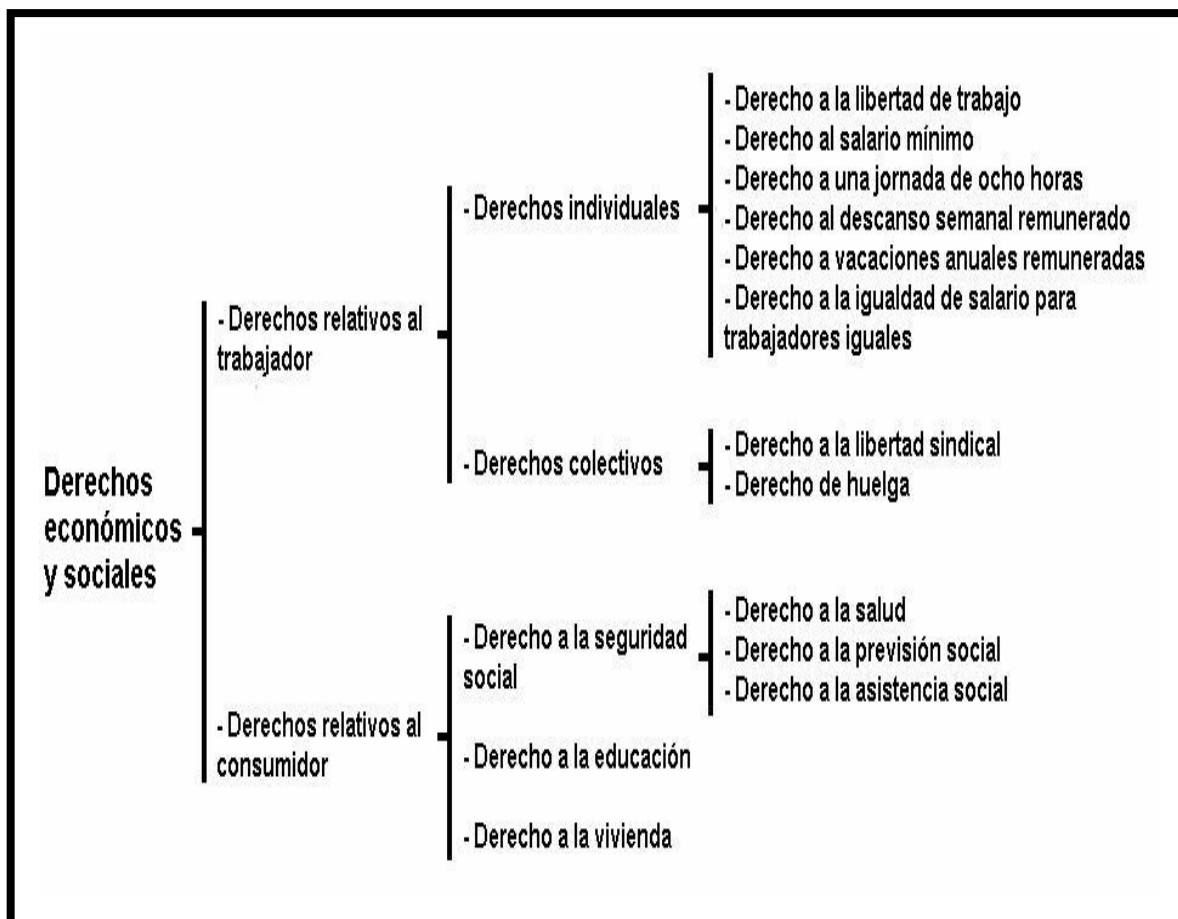 Derechos
económicos
y sociales
- Derechos relativos al
trabajador
- Derechos individuales
- Derecho a la libertad de trabajo
- Derecho al salario mínimo
- Derecho a una jornada de ocho horas
- Derecho al descanso semanal remunerado
- Derecho a vacaciones anuales remuneradas
- Derecho a la igualdad de salario para
trabajadores iguales
- Derechos colectivos
- Derecho a la libertad sindical
- Derecho de huelga
- Derechos relativos al
consumidor
- Derecho a la seguridad
social
- Derecho a la salud
- Derecho a la previsión social
- Derecho a la asistencia social
- Derecho a la educación
- Derecho a la vivienda